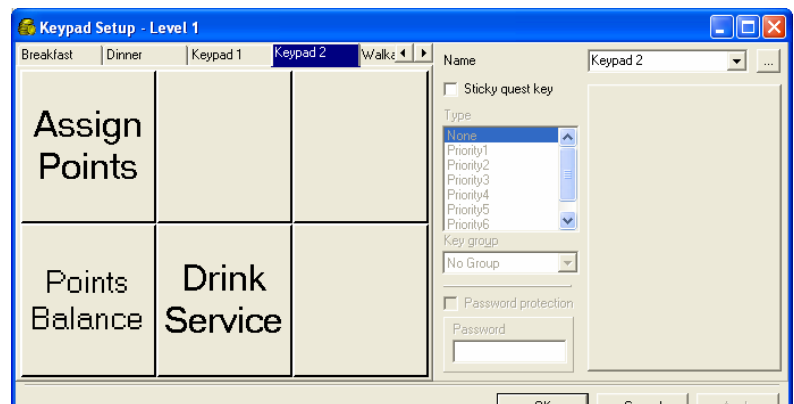 Keypad Setup - Level 1
Breakfast Dinner Keypad 1 Keypad 2
Name Keypad 2 ...
Sticky quest key
Type
None
Priority1
Priority2
Priority3
Priority4
Priority5
Priority6
Key group
No Group
Password protection
Password
Assign
Points
Points
Balance
Drink
Service